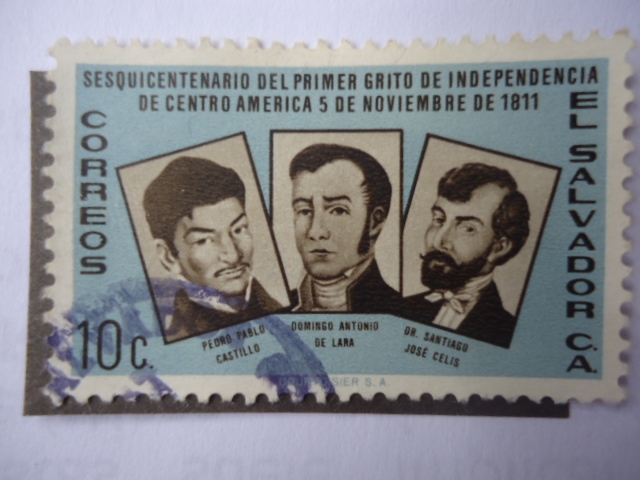 SESQUICENTENARIO DEL PRIMER GRITO DE INDEPENDENCIA
DE CENTRO AMERICA 5 DE NOVIEMBRE DE 1811
CORREOS
EL SALVADOR C.A.
PEDRO PABLO
CASTILLO
DOMINGO ANTONIO
DE LARA
DR. SANTIAGO
JOSÉ CELIS
10 c.
S.A.